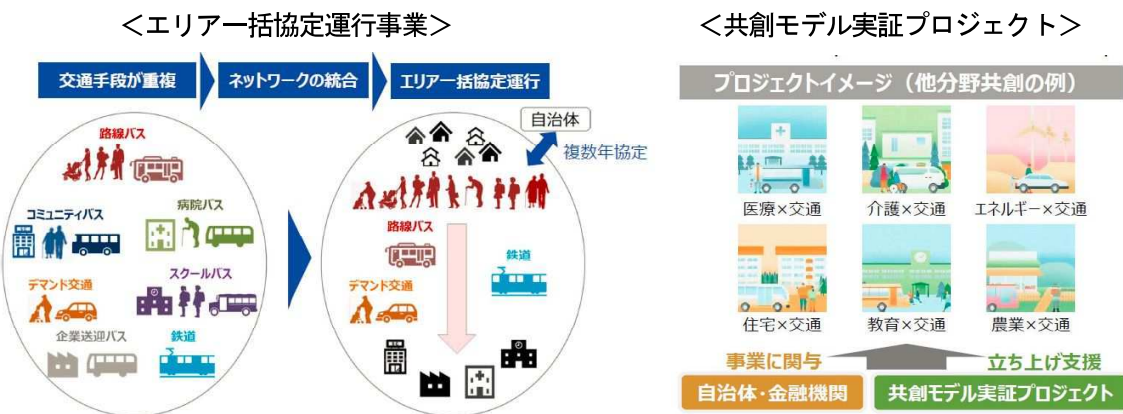 ＜エリア一括協定運行事業＞
交通手段が重複
ネットワークの統合
エリア一括協定運行
路線バス
コミュニティバス
病院バス
デマンド交通
スクールバス
企業送迎バス
鉄道
自治体
複数年協定
路線バス
鉄道
デマンド交通
＜共創モデル実証プロジェクト＞
プロジェクトイメージ（他分野共創の例）
医療×交通
介護×交通
エネルギー×交通
住宅×交通
教育×交通
農業×交通
事業に関与
立ち上げ支援
自治体・金融機関
共創モデル実証プロジェクト